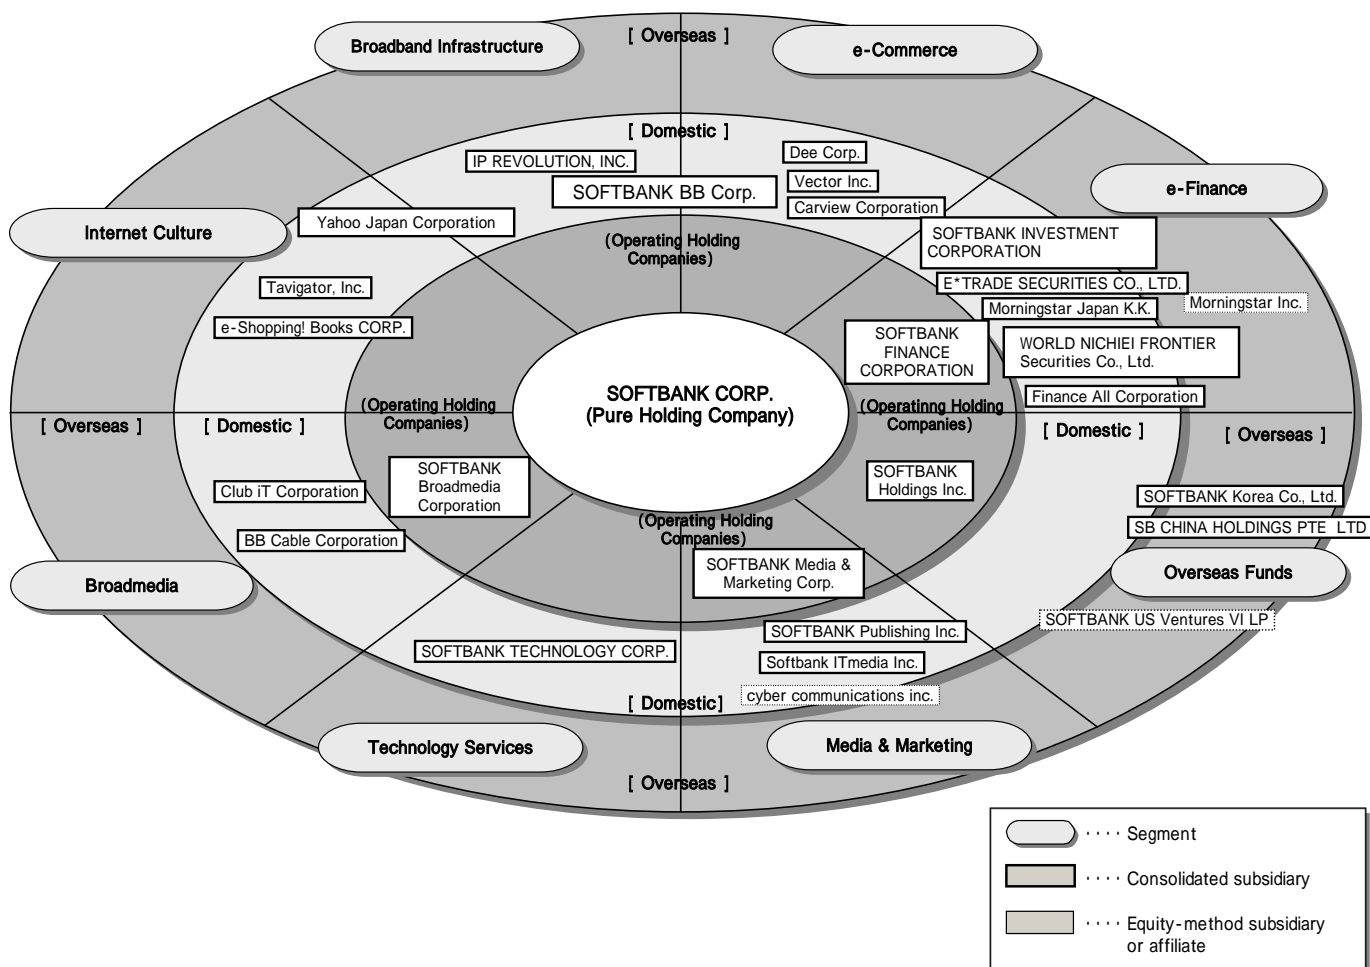 [ Overseas ]
Broadband Infrastructure
e-Commerce
[ Domestic ]
IP REVOLUTION, INC.
Dee Corp.
SOFTBANK BB Corp.
Vector Inc.
Carview Corporation
e-Finance
Internet Culture
Yahoo Japan Corporation
(Operating Holding
Companies)
SOFTBANK INVESTMENT
CORPORATION
Tavigator, Inc.
E*TRADE SECURITIES CO., LTD.
Morningstar Inc.
Morningstar Japan K.K.
e-Shopping! Books CORP.
SOFTBANK
FINANCE
CORPORATION
WORLD NICHIEI FRONTIER
Securities Co., Ltd.
SOFTBANK CORP.
(Pure Holding Company)
Finance All Corporation
(Operating Holding
Companies)
(Operatinng Holding
Companies)
[ Overseas ]
[ Domestic ]
[ Domestic ]
[ Overseas ]
SOFTBANK
Broadmedia
Corporation
SOFTBANK
Holdings Inc.
Club iT Corporation
SOFTBANK Korea Co., Ltd.
(Operating Holding
Companies)
BB Cable Corporation
SB CHINA HOLDINGS PTE LTD
SOFTBANK Media &
Marketing Corp.
Broadmedia
Overseas Funds
SOFTBANK US Ventures VI LP
SOFTBANK Publishing Inc.
SOFTBANK TECHNOLOGY CORP.
Softbank ITmedia Inc.
cyber communications inc.
[ Domestic]
Technology Services
Media & Marketing
[ Overseas ]
···· Segment
···· Consolidated subsidiary
···· Equity-method subsidiary
or affiliate